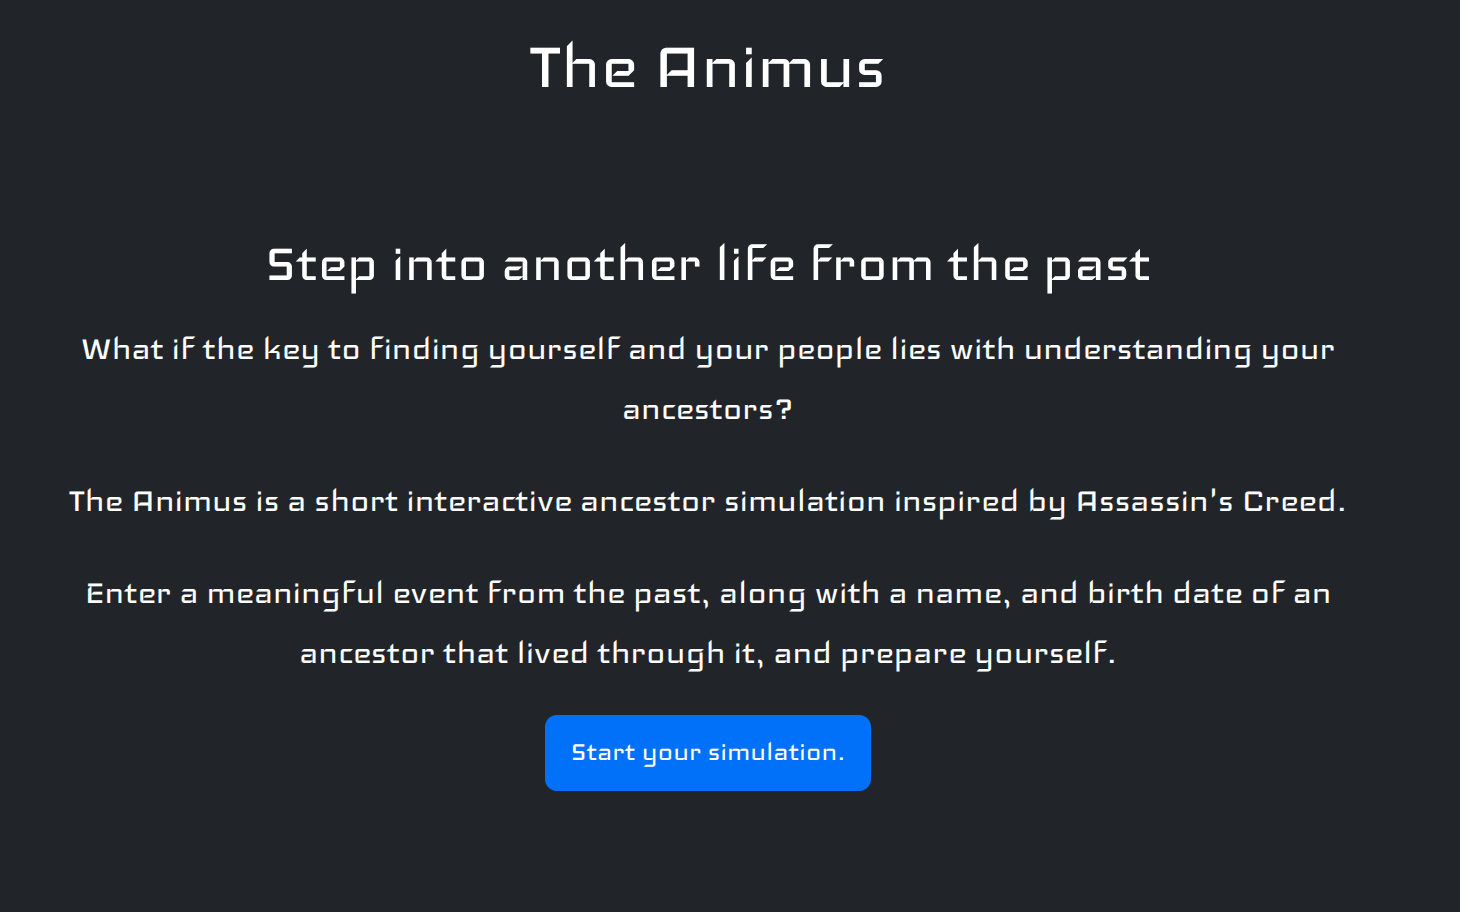 The Animus
Step into another life from the past
What if the key to finding yourself and your people lies with understanding your
ancestors?
The Animus is a short interactive ancestor simulation inspired by Assassin's Creed.
Enter a meaningful event from the past, along with a name, and birth date of an
ancestor that lived through it, and prepare yourself.
Start your simulation.